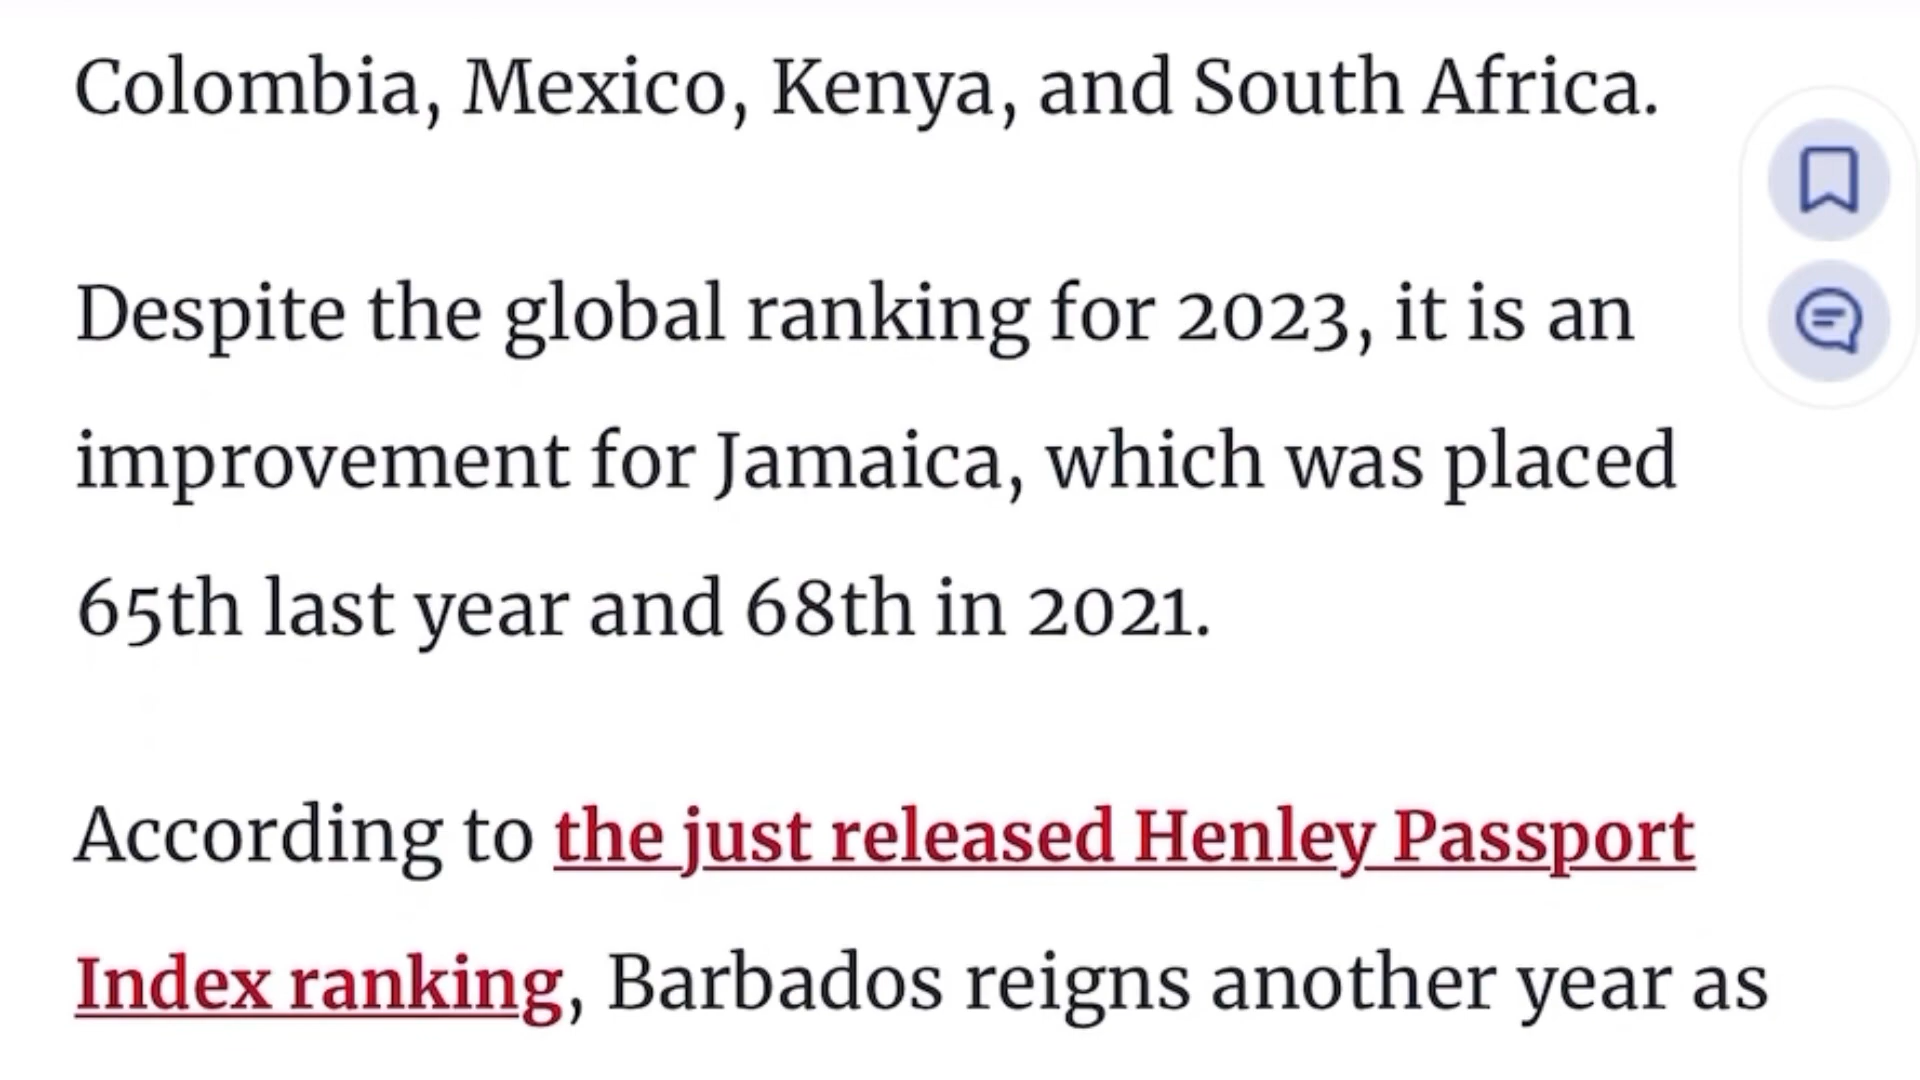 Colombia, Mexico, Kenya, and South Africa.
Despite the global ranking for 2023, it is an
improvement for Jamaica, which was placed
65th last year and 68th in 2021.
According to the just released Henley Passport
Index ranking, Barbados reigns another year as